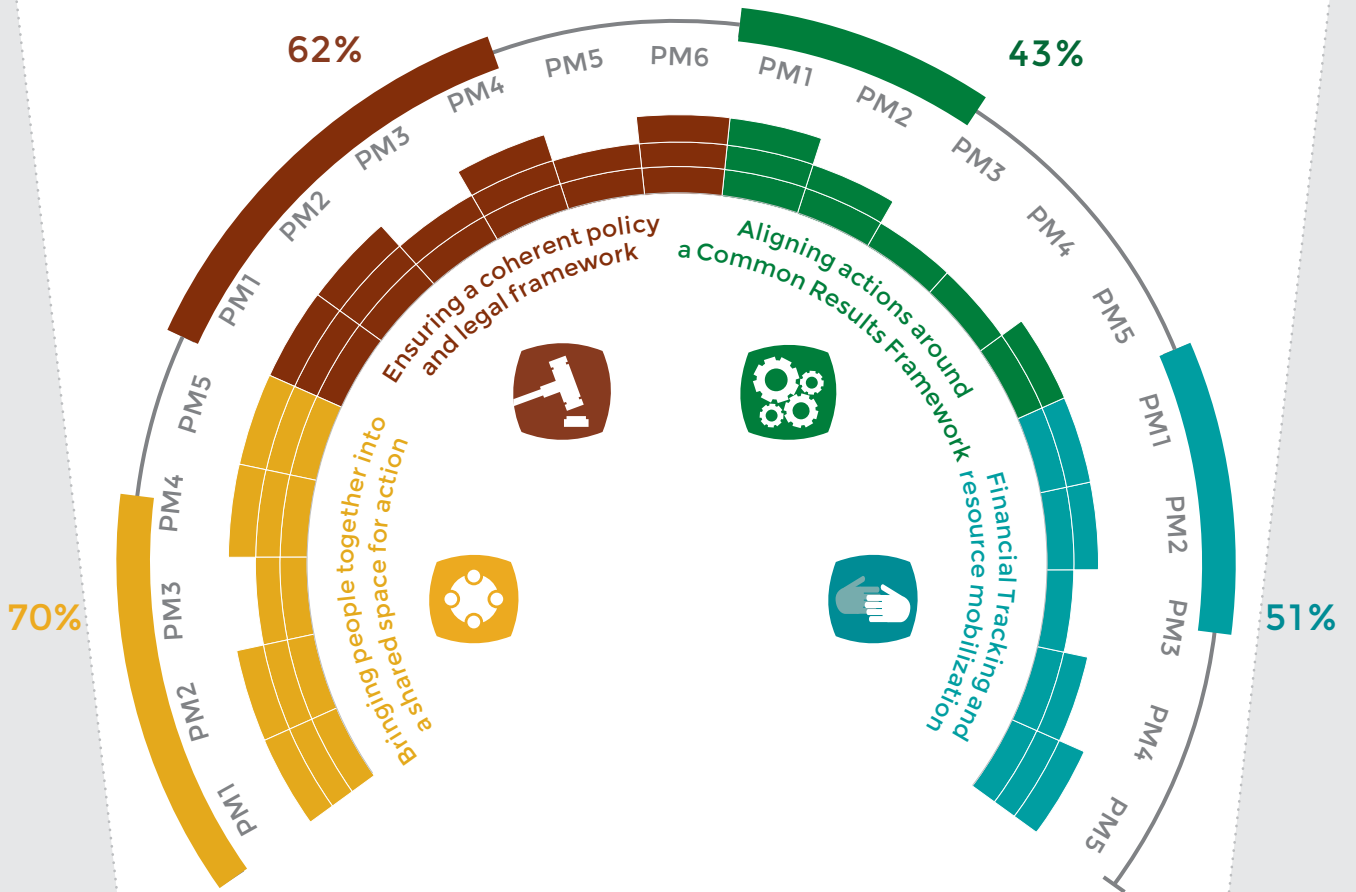 62%
43%
70%
51%
PM1
PM2
PM3
PM4
PM5
PM1
PM2
PM3
PM4
PM5
PM6
PM1
PM2
PM3
PM4
PM5
PM1
PM2
PM3
PM4
PM5
Bringing people together into
a shared space for action
Ensuring a coherent policy
and legal framework
Aligning actions around
a Common Results Framework
Financial Tracking and
resource mobilization